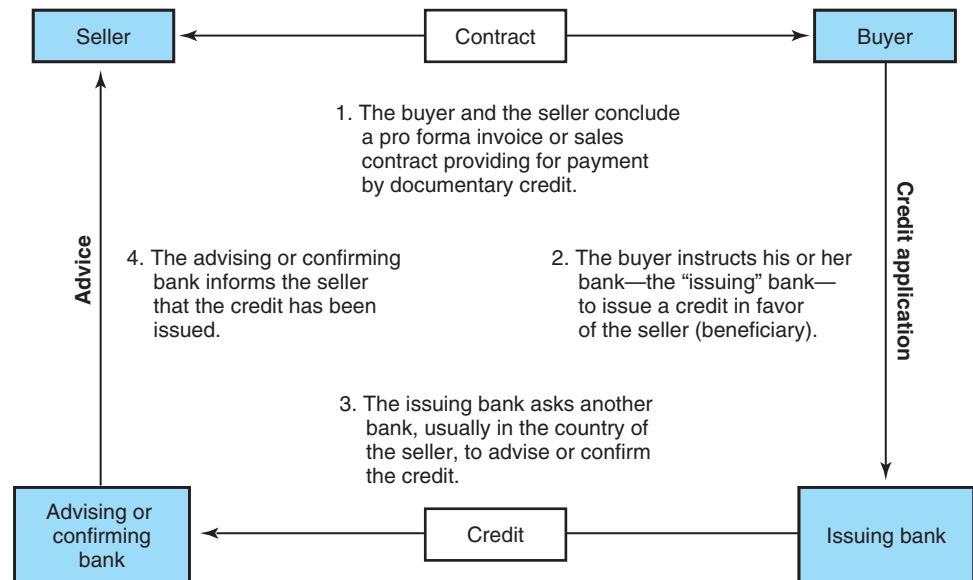 Seller
Contract
Buyer
1. The buyer and the seller conclude
a pro forma invoice or sales
contract providing for payment
by documentary credit.
Advice
4. The advising or confirming
bank informs the seller
that the credit has been
issued.
2. The buyer instructs his or her
bank—the “issuing” bank—
to issue a credit in favor
of the seller (beneficiary).
Credit application
3. The issuing bank asks another
bank, usually in the country of
the seller, to advise or confirm
the credit.
Advising or
confirming
bank
Credit
Issuing bank